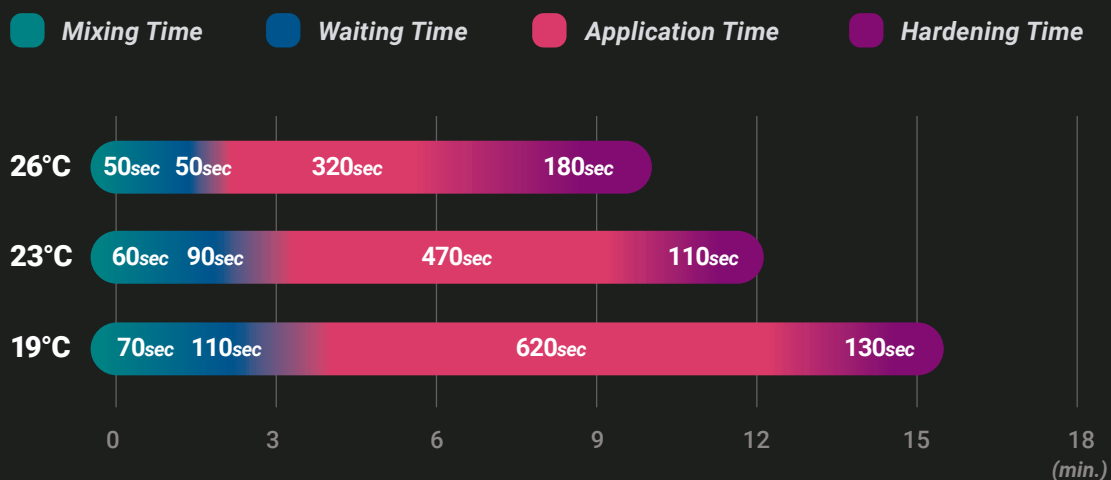 Mixing Time Waiting Time Application Time Hardening Time
26°C 50sec 50sec 320sec 180sec
23°C 60sec 90sec 470sec 110sec
19°C 70sec 110sec 620sec 130sec
0 3 6 9 12 15 18
(min.)